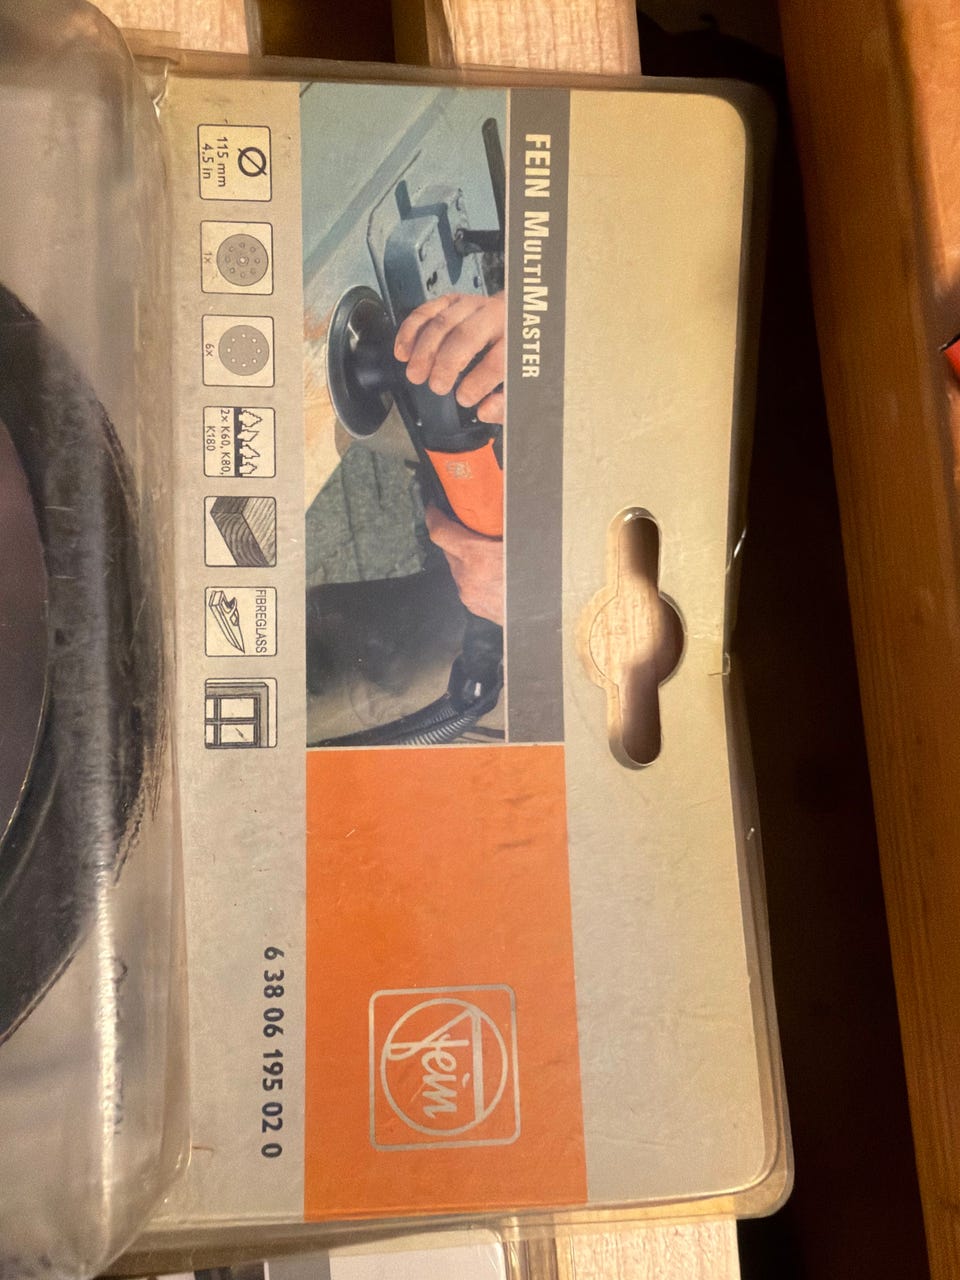 FEIN MULTIMASTER
115 mm
4.5 in
1x
6x
2x K60, K80,
K180
FIBREGLASS
Fein
6 38 06 195 02 0